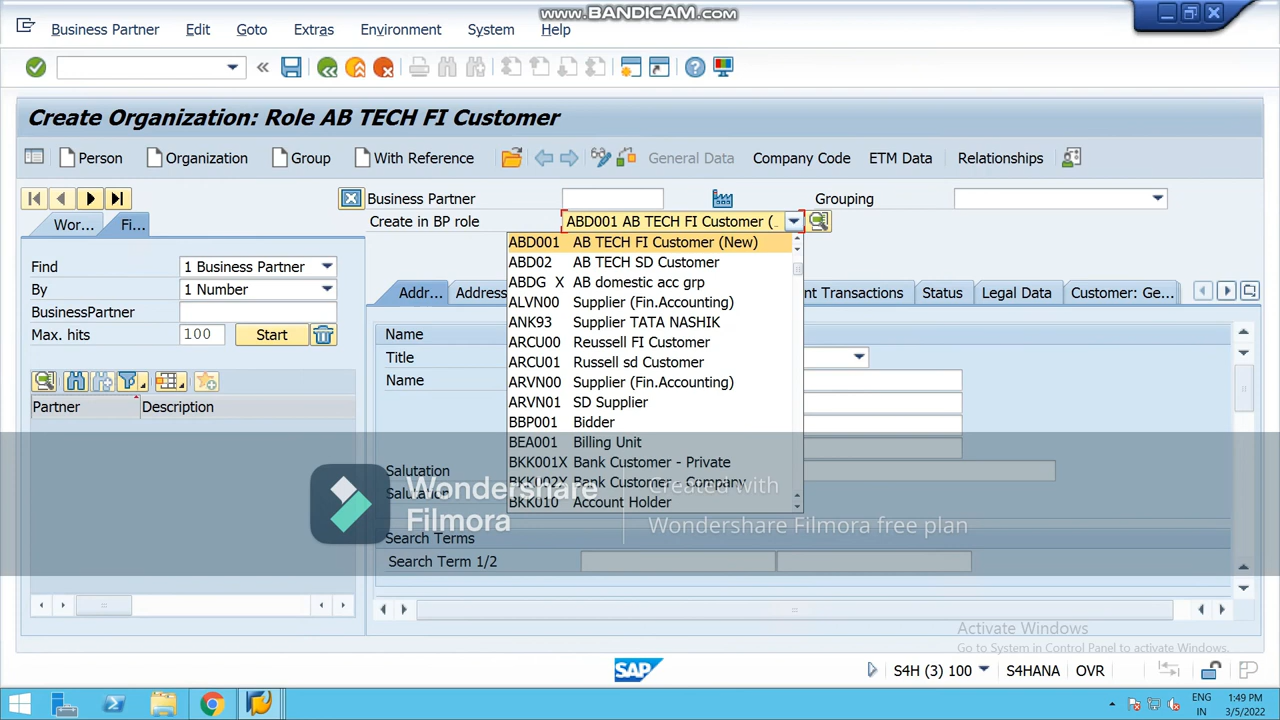 www.BANDICAM.com
Business Partner Edit Goto Extras Environment System Help
Create Organization: Role AB TECH FI Customer
Person Organization Group With Reference General Data Company Code ETM Data Relationships
Business Partner Grouping
Wor... Fi...
Create in BP role ABD001 AB TECH FI Customer (
ABD001 AB TECH FI Customer (New)
ABD02 AB TECH SD Customer
ABDG X AB domestic acc grp
ALVN00 Supplier (Fin.Accounting)
ANK93 Supplier TATA NASHIK
ARCU00 Reussell FI Customer
ARCU01 Russell sd Customer
ARVN00 Supplier (Fin.Accounting)
ARVN01 SD Supplier
BBP001 Bidder
BEA001 Billing Unit
BKK001X Bank Customer - Private
BKK002X Bank Customer - Company
BKK010 Account Holder
Find 1 Business Partner
By 1 Number
BusinessPartner
Max. hits 100 Start
Partner Description
Addr... Address nt Transactions Status Legal Data Customer: Ge...
Name
Title
Name
Salutation
Salutati
Search Terms
Search Term 1/2
Wondershare
Filmora
Created with
Wondershare Filmora free plan
Activate Windows
Go to System in Control Panel to activate Windows.
SAP S4H (3) 100 S4HANA OVR
ENG
IN
1:49 PM
3/5/2022